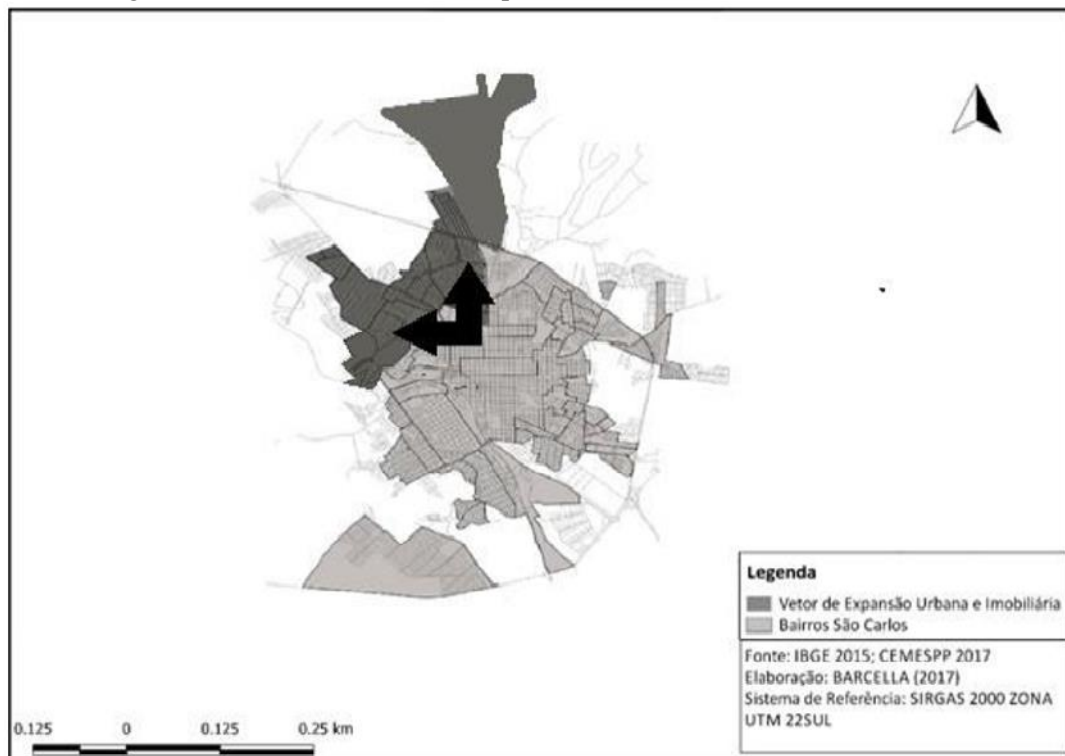 Legenda
Vetor de Expansão Urbana e Imobiliária
Bairros São Carlos
Fonte: IBGE 2015; CEMESPP 2017
Elaboração: BARCELLA (2017)
Sistema de Referência: SIRGAS 2000 ZONA
UTM 22SUL
0.125 0 0.125 0.25 km